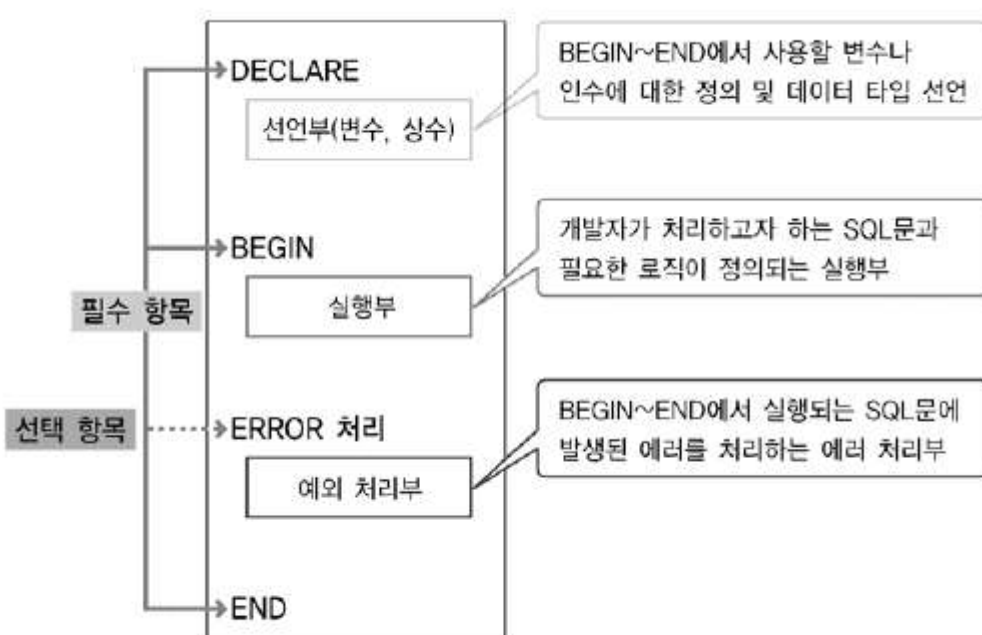 DECLARE
선언부(변수, 상수)
BEGIN~END에서 사용할 변수나
인수에 대한 정의 및 데이터 타입 선언
BEGIN
실행부
개발자가 처리하고자 하는 SQL문과
필요한 로직이 정의되는 실행부
필수 항목
선택 항목
ERROR 처리
예외 처리부
BEGIN~END에서 실행되는 SQL문에
발생된 에러를 처리하는 에러 처리부
END